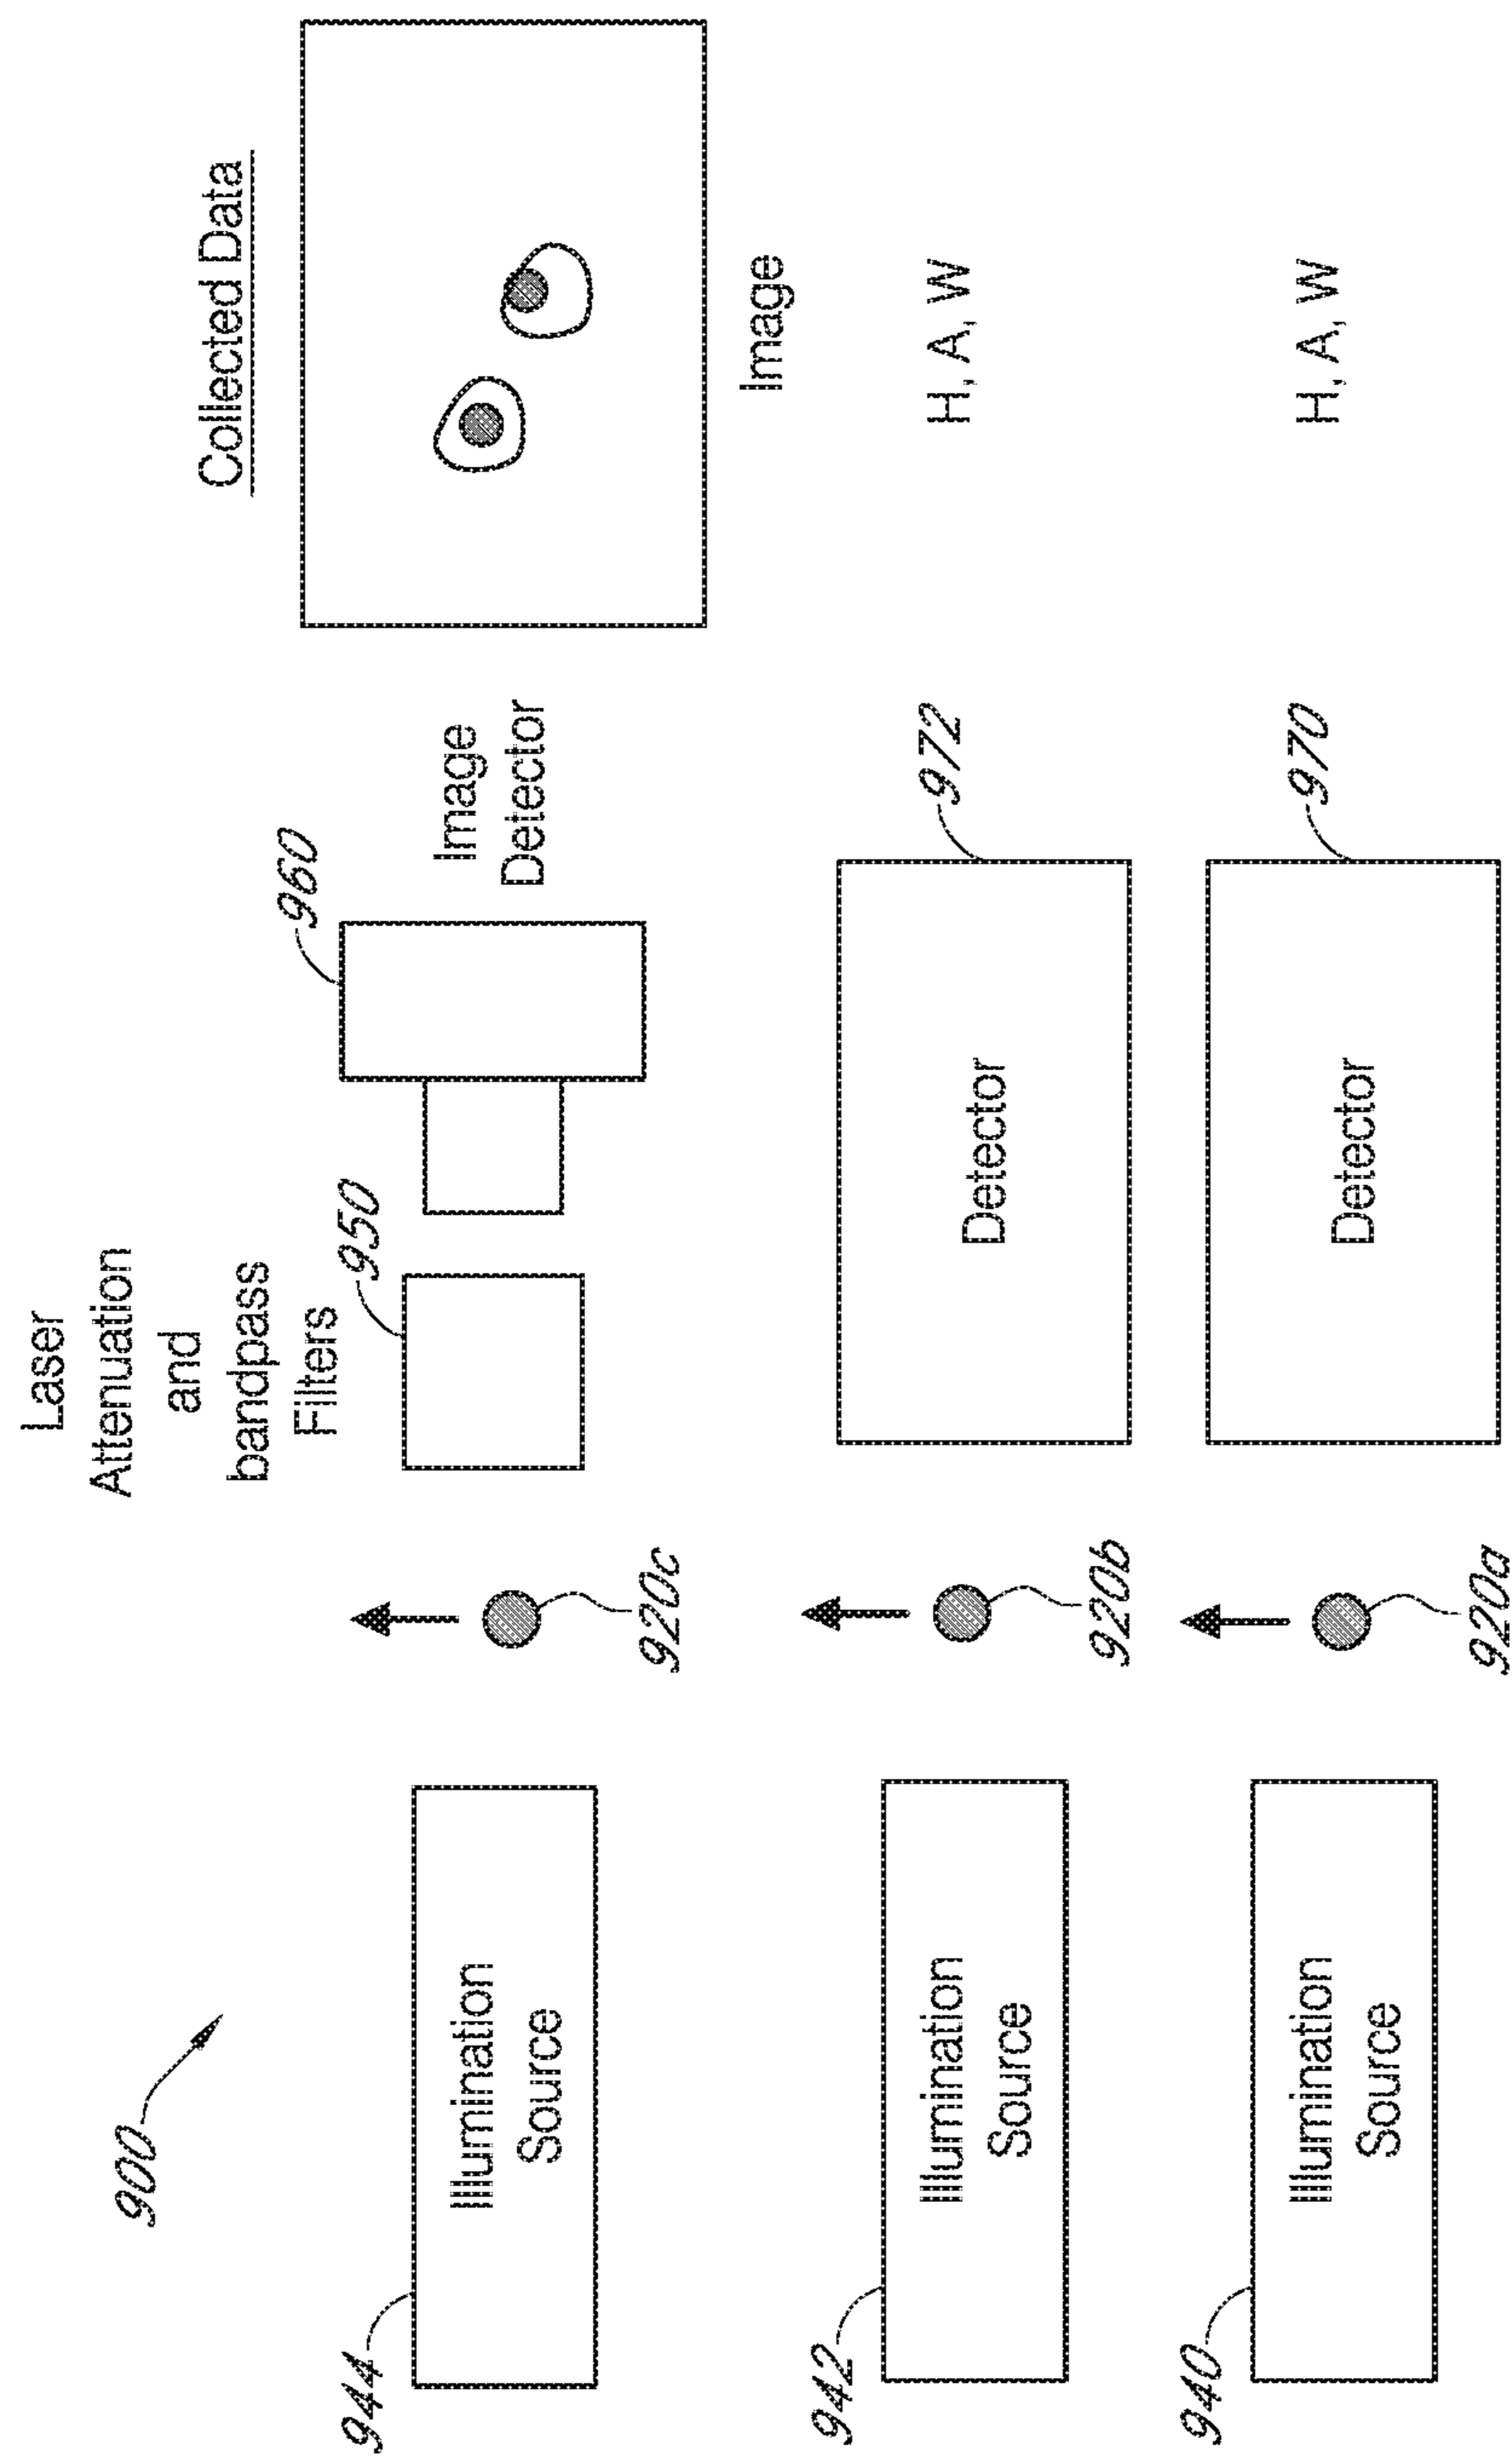 900
Laser
Attenuation
and
bandpass
Filters
Collected Data
944
Illumination
Source
920c
950
960
Image
Detector
Image
942
Illumination
Source
920b
Detector
972
H, A, W
940
Illumination
Source
920a
Detector
970
H, A, W